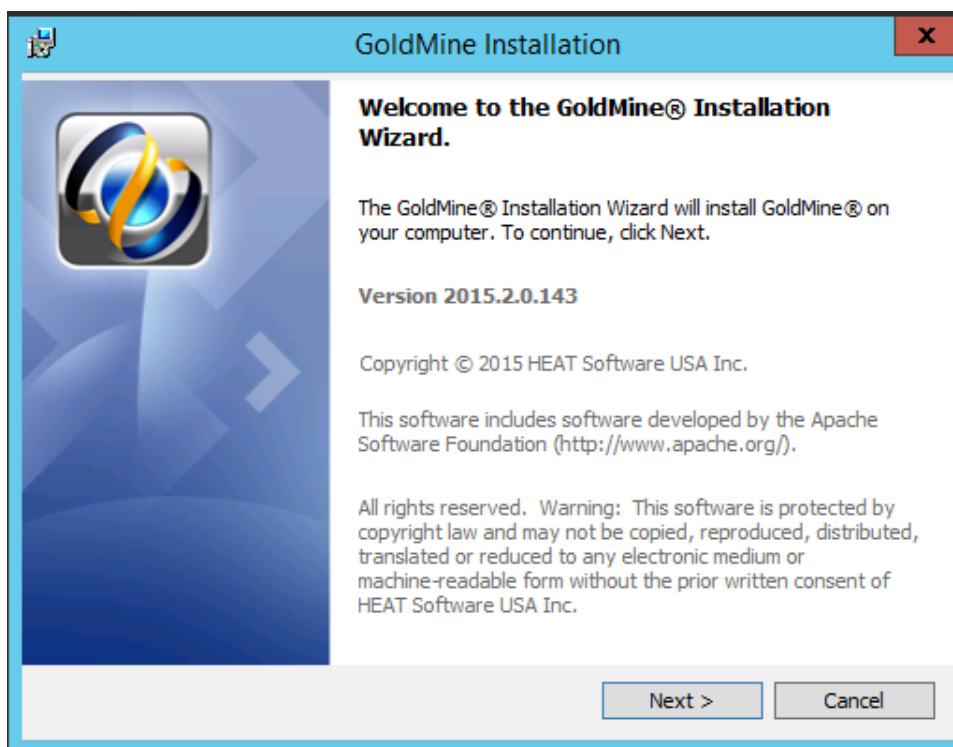 GoldMine Installation
x
Welcome to the GoldMine® Installation
Wizard.
The GoldMine® Installation Wizard will install GoldMine® on
your computer. To continue, click Next.
Version 2015.2.0.143
Copyright © 2015 HEAT Software USA Inc.
This software includes software developed by the Apache
Software Foundation (http://www.apache.org/).
All rights reserved.  Warning:  This software is protected by
copyright law and may not be copied, reproduced, distributed,
translated or reduced to any electronic medium or
machine-readable form without the prior written consent of
HEAT Software USA Inc.
Next >
Cancel